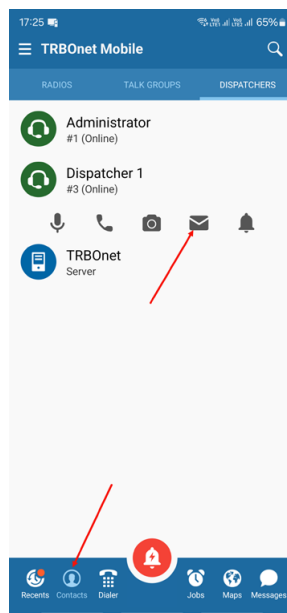 17:25
65%
TRBOnet Mobile
RADIOS TALK GROUPS DISPATCHERS
Administrator
#1 (Online)
Dispatcher 1
#3 (Online)
TRBOnet
Server
Recents Contacts Dialer Jobs Maps Messages